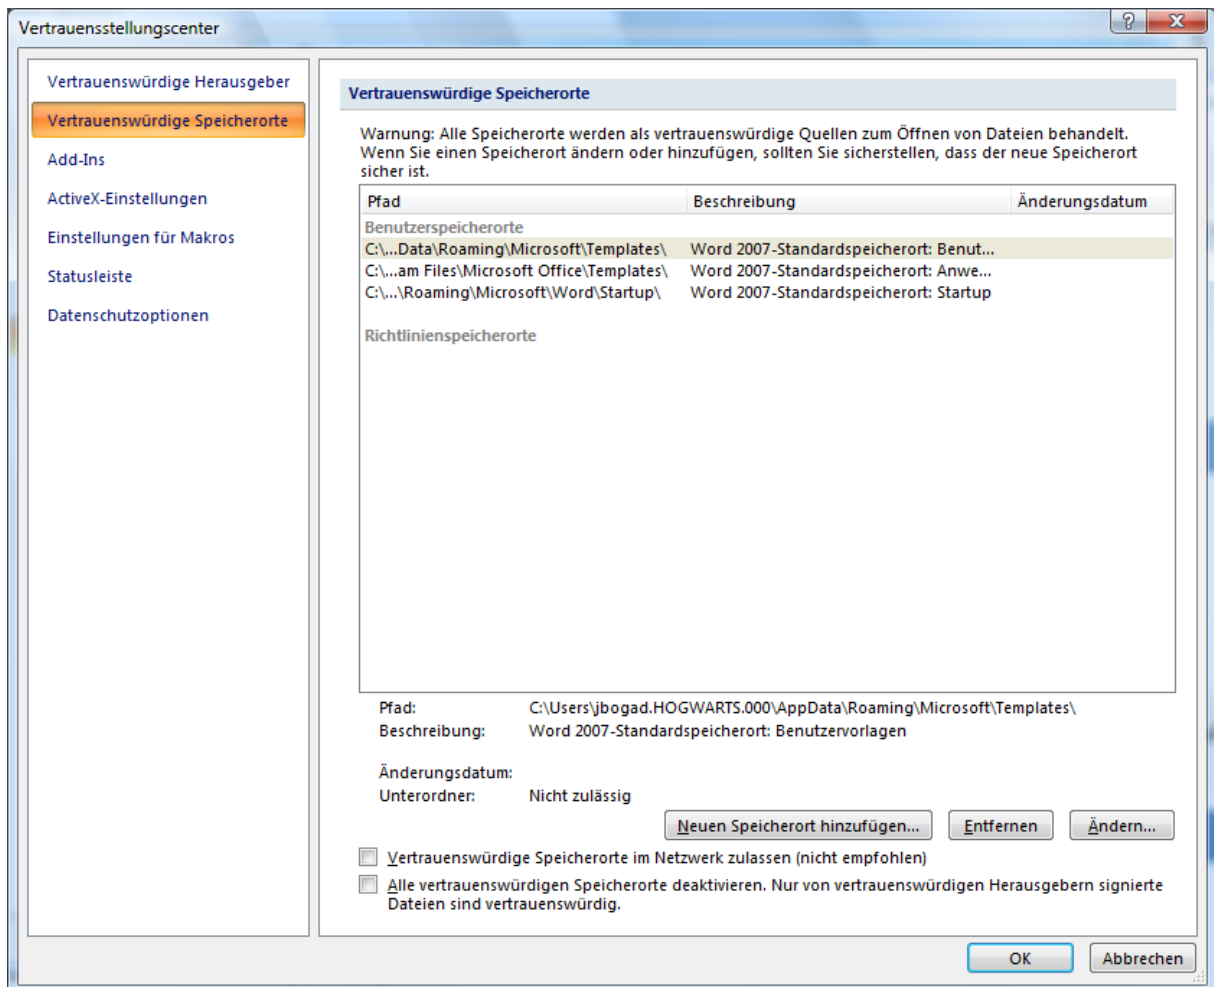 Vertrauensstellungscenter
?
X
Vertrauenswürdige Herausgeber
Vertrauenswürdige Speicherorte
Add-Ins
ActiveX-Einstellungen
Einstellungen für Makros
Statusleiste
Datenschutzoptionen
Vertrauenswürdige Speicherorte
Warnung: Alle Speicherorte werden als vertrauenswürdige Quellen zum Öffnen von Dateien behandelt.
Wenn Sie einen Speicherort ändern oder hinzufügen, sollten Sie sicherstellen, dass der neue Speicherort
sicher ist.
Pfad Beschreibung Änderungsdatum
Benutzerspeicherorte
C:\...Data\Roaming\Microsoft\Templates\ Word 2007-Standardspeicherort: Benut...
C:\...am Files\Microsoft Office\Templates\ Word 2007-Standardspeicherort: Anwe...
C:\...\Roaming\Microsoft\Word\Startup\ Word 2007-Standardspeicherort: Startup
Richtlinienspeicherorte
Pfad: C:\Users\jbogad.HOGWARTS.000\AppData\Roaming\Microsoft\Templates\
Beschreibung: Word 2007-Standardspeicherort: Benutzervorlagen
Änderungsdatum:
Unterordner: Nicht zulässig
Neuen Speicherort hinzufügen... Entfernen Ändern...
Vertrauenswürdige Speicherorte im Netzwerk zulassen (nicht empfohlen)
Alle vertrauenswürdigen Speicherorte deaktivieren. Nur von vertrauenswürdigen Herausgebern signierte
Dateien sind vertrauenswürdig.
OK Abbrechen